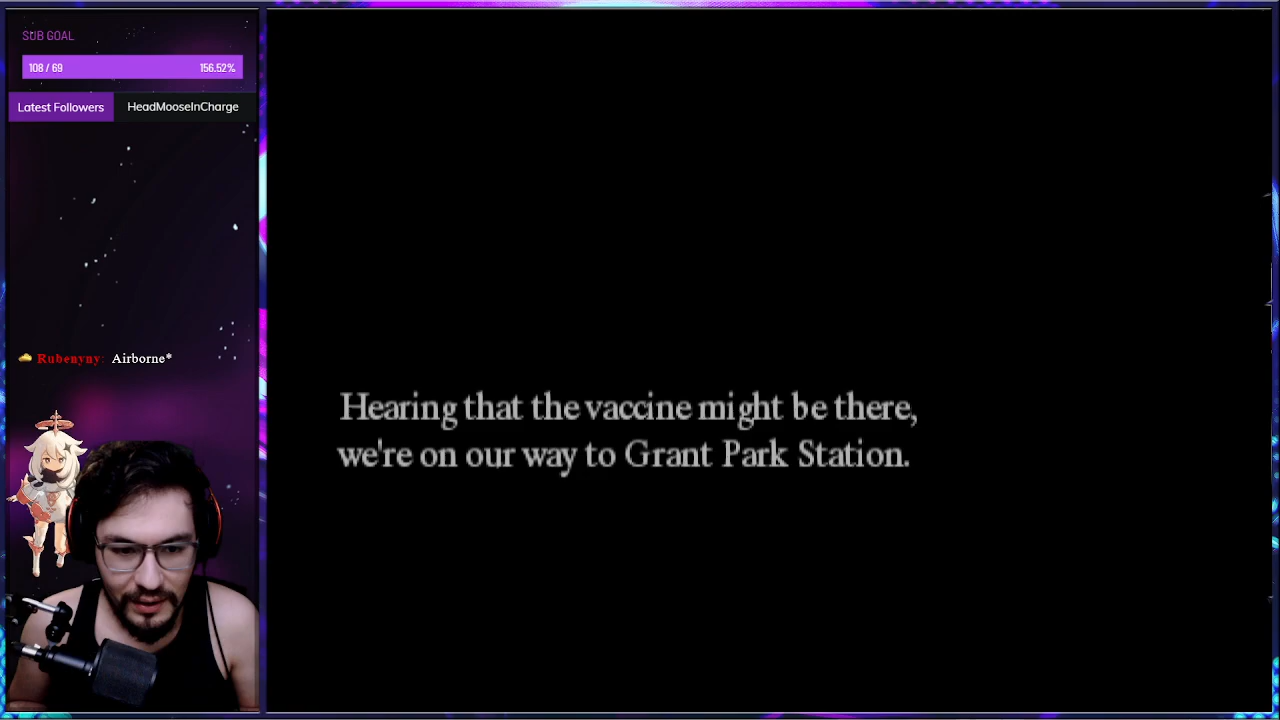 SUB GOAL
108 / 69 156.52%
Latest Followers HeadMooseInCharge
Rubenyny: Airborne*
Hearing that the vaccine might be there,
we're on our way to Grant Park Station.